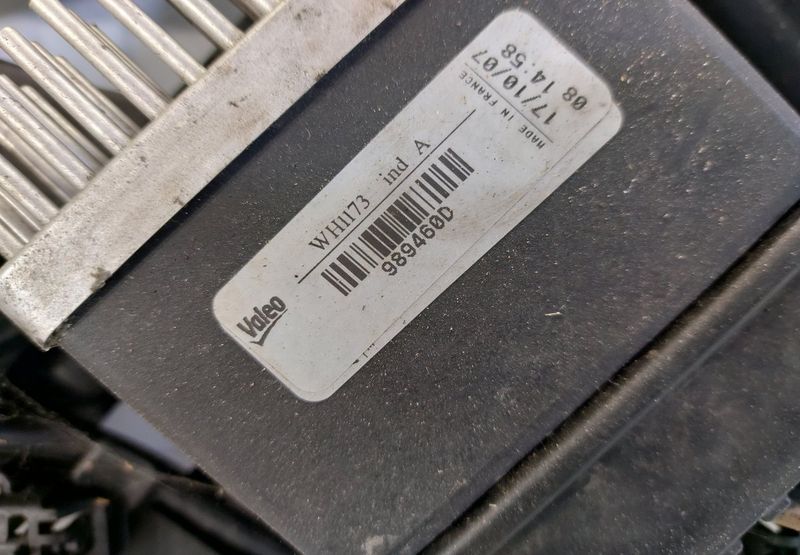 Valeo
WH1173 ind A
989460D
MADE IN FRANCE
17/10/07
08 14:58